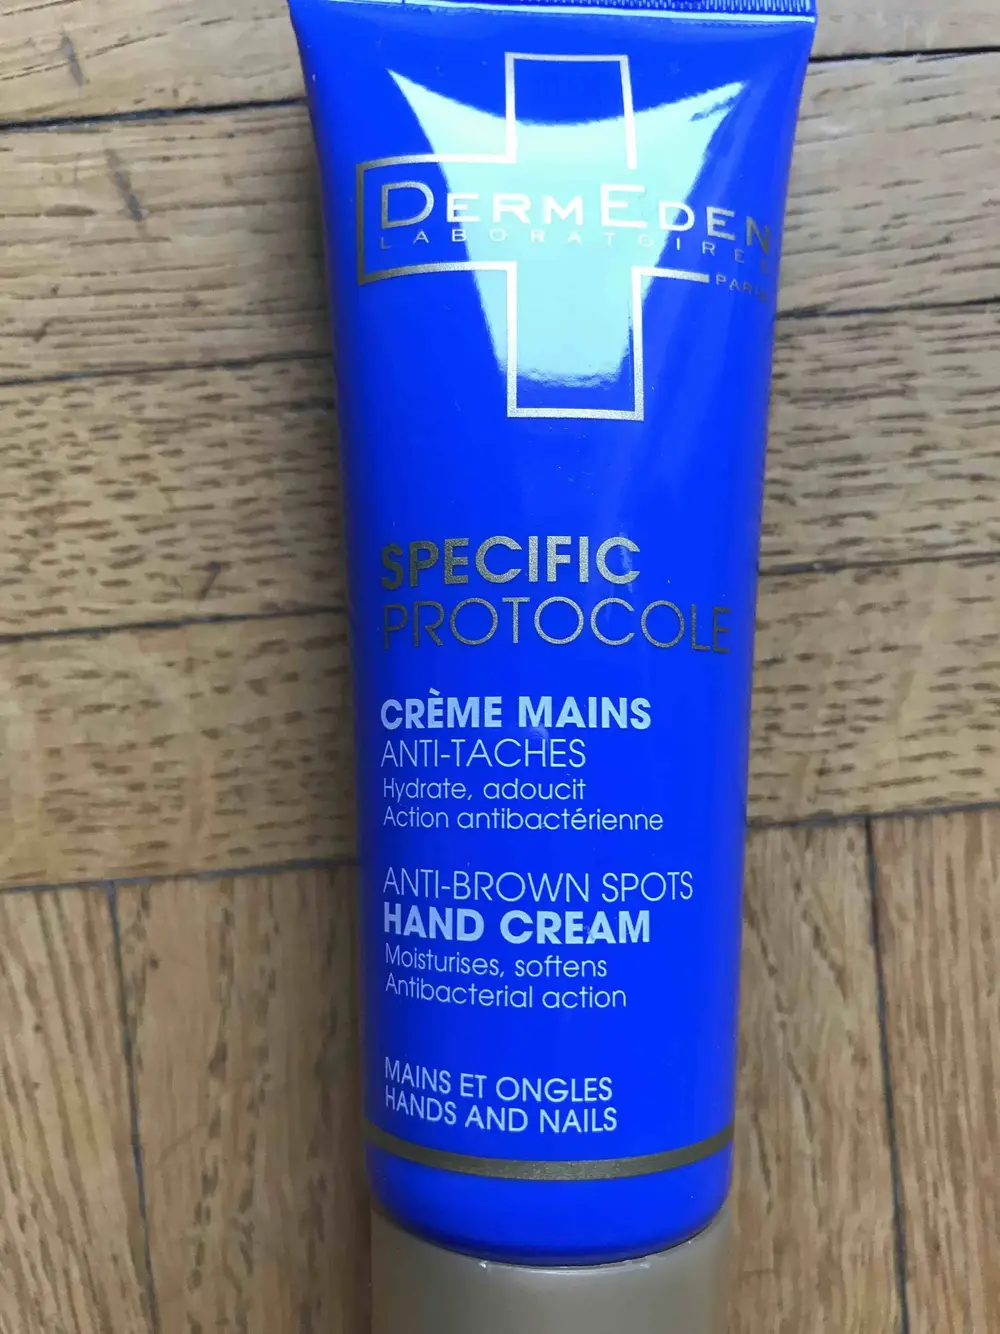 DERMEDEN
LABORATOIRES
PARIS
SPECIFIC
PROTOCOLE
CRÈME MAINS
ANTI-TACHES
Hydrate, adoucit
Action antibactérienne
ANTI-BROWN SPOTS
HAND CREAM
Moisturises, softens
Antibacterial action
MAINS ET ONGLES
HANDS AND NAILS